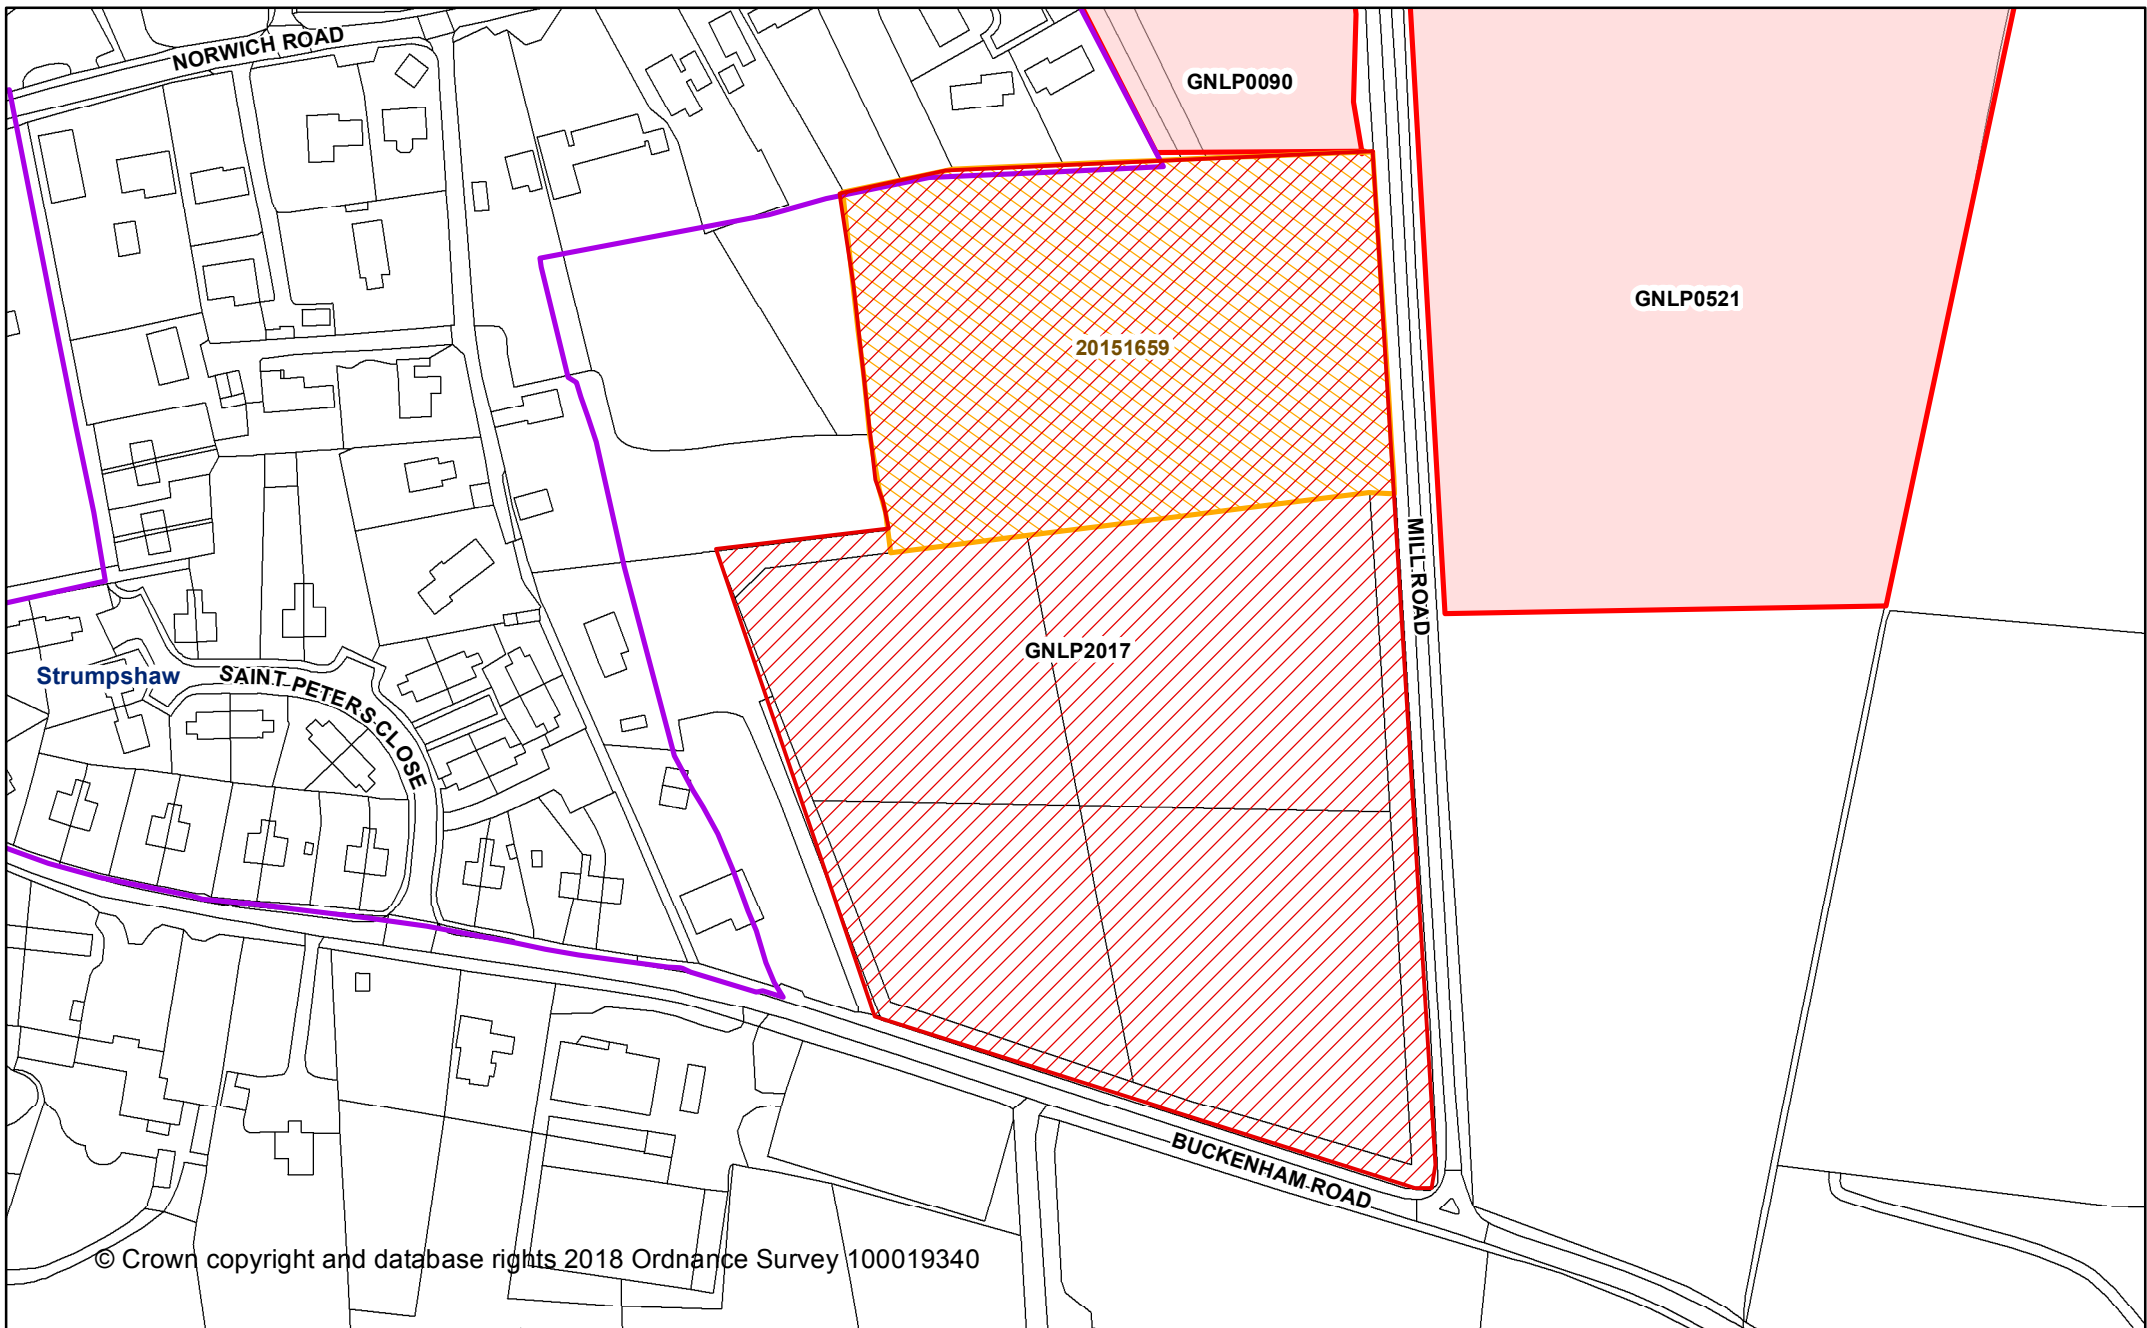 NORWICH ROAD
GNLP0090
GNLP0521
20151659
MILL ROAD
GNLP2017
Strumpshaw
SAINT PETERS CLOSE
BUCKENHAM ROAD
© Crown copyright and database rights 2018 Ordnance Survey 100019340